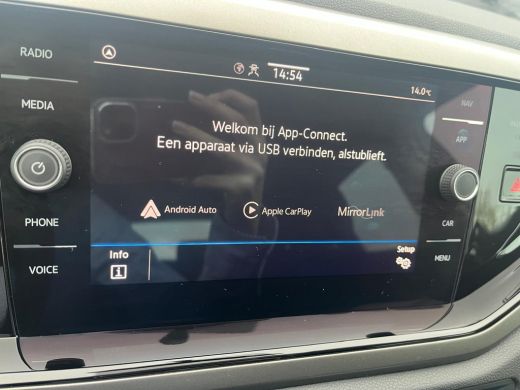 RADIO
14:54
14.0°C
NAV
MEDIA
APP
Welkom bij App-Connect.
Een apparaat via USB verbinden, alstublieft.
Android Auto
Apple CarPlay
MirrorLink
PHONE
CAR
Info
Setup
VOICE
MENU